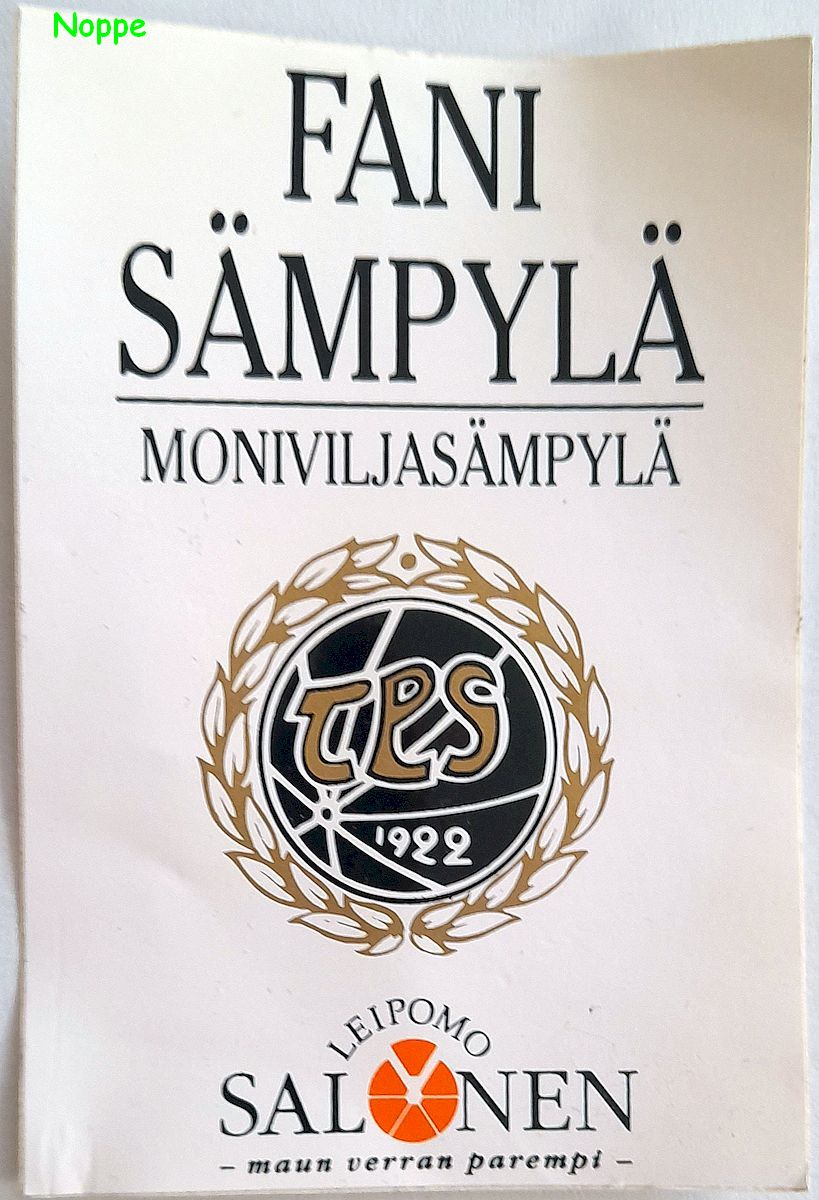 Noppe
FANI
SÄMPYLÄ
MONIVILJASÄMPYLÄ
TPS
1922
LEIPOMO
SALONEN
- maun verran parempi -